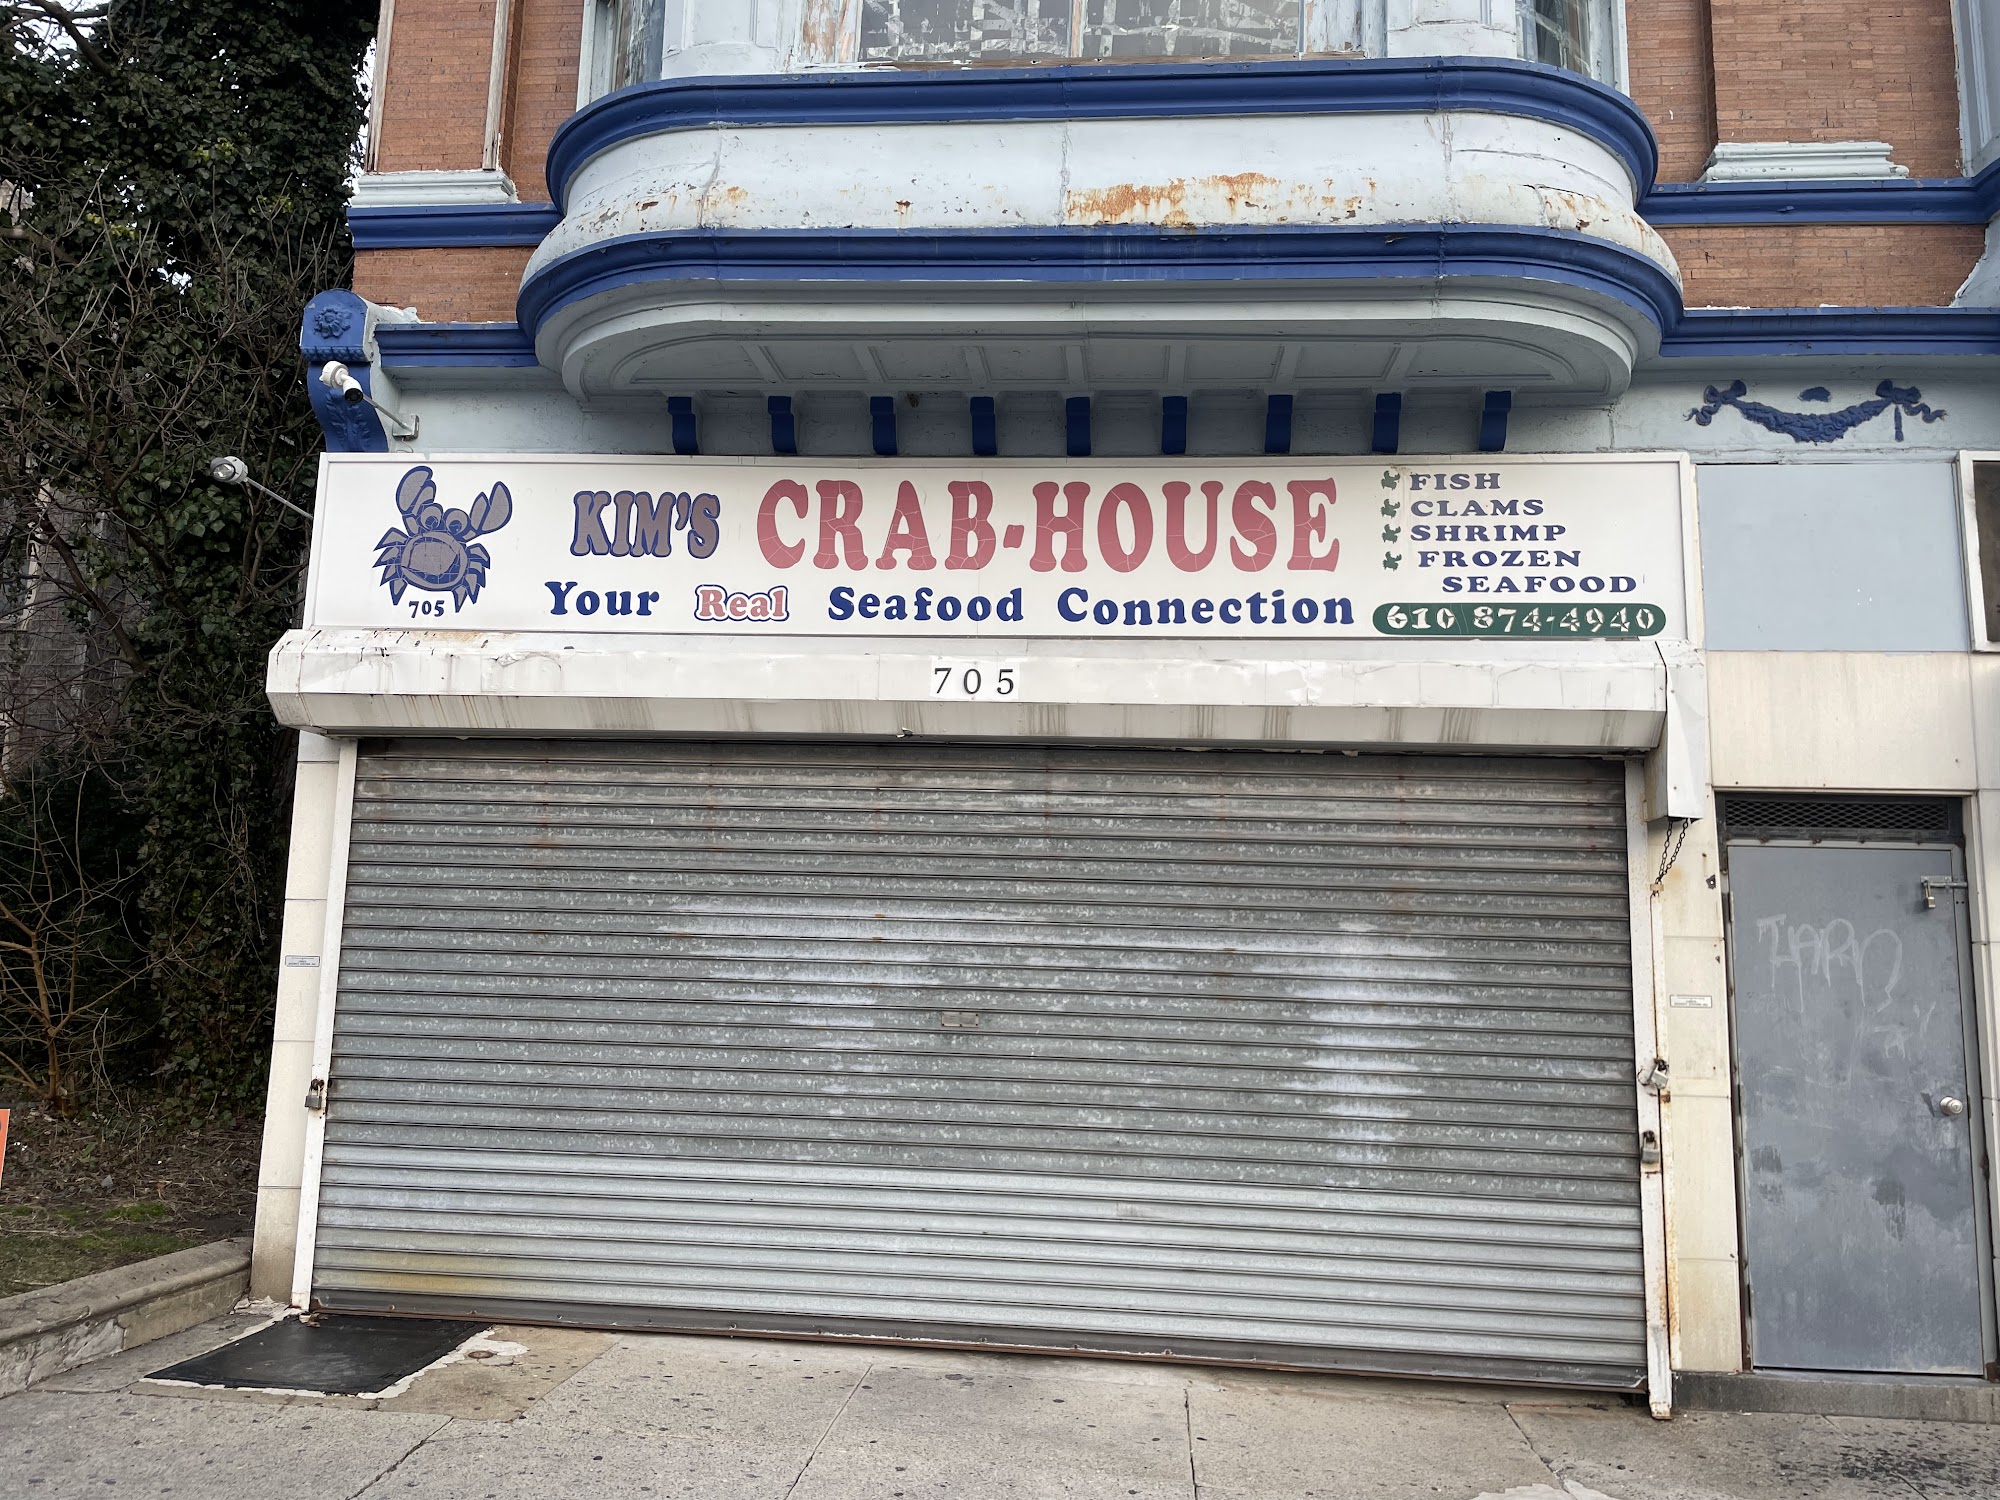 KIM'S CRAB-HOUSE
Your Real Seafood Connection
705
FISH
CLAMS
SHRIMP
FROZEN
SEAFOOD
610 874-4940
705